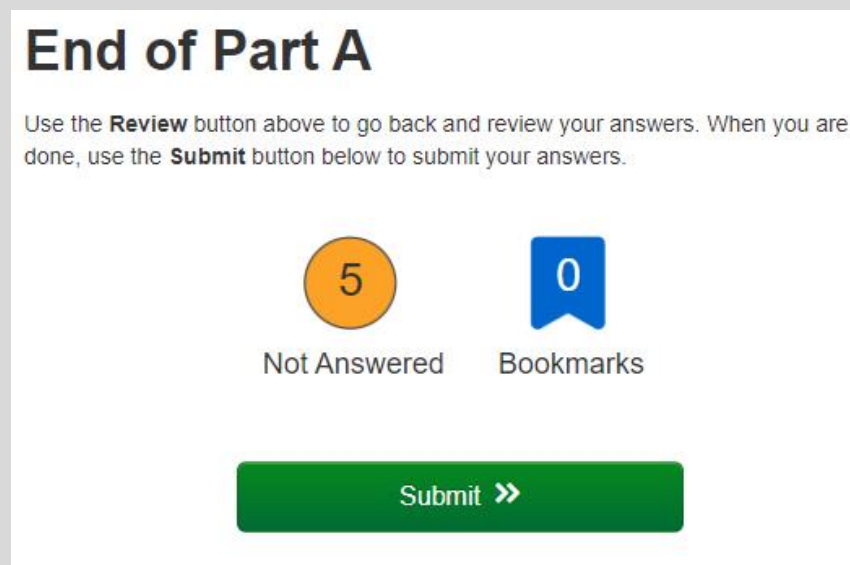 End of Part A
Use the Review button above to go back and review your answers. When you are
done, use the Submit button below to submit your answers.
5
0
Not Answered
Bookmarks
Submit »